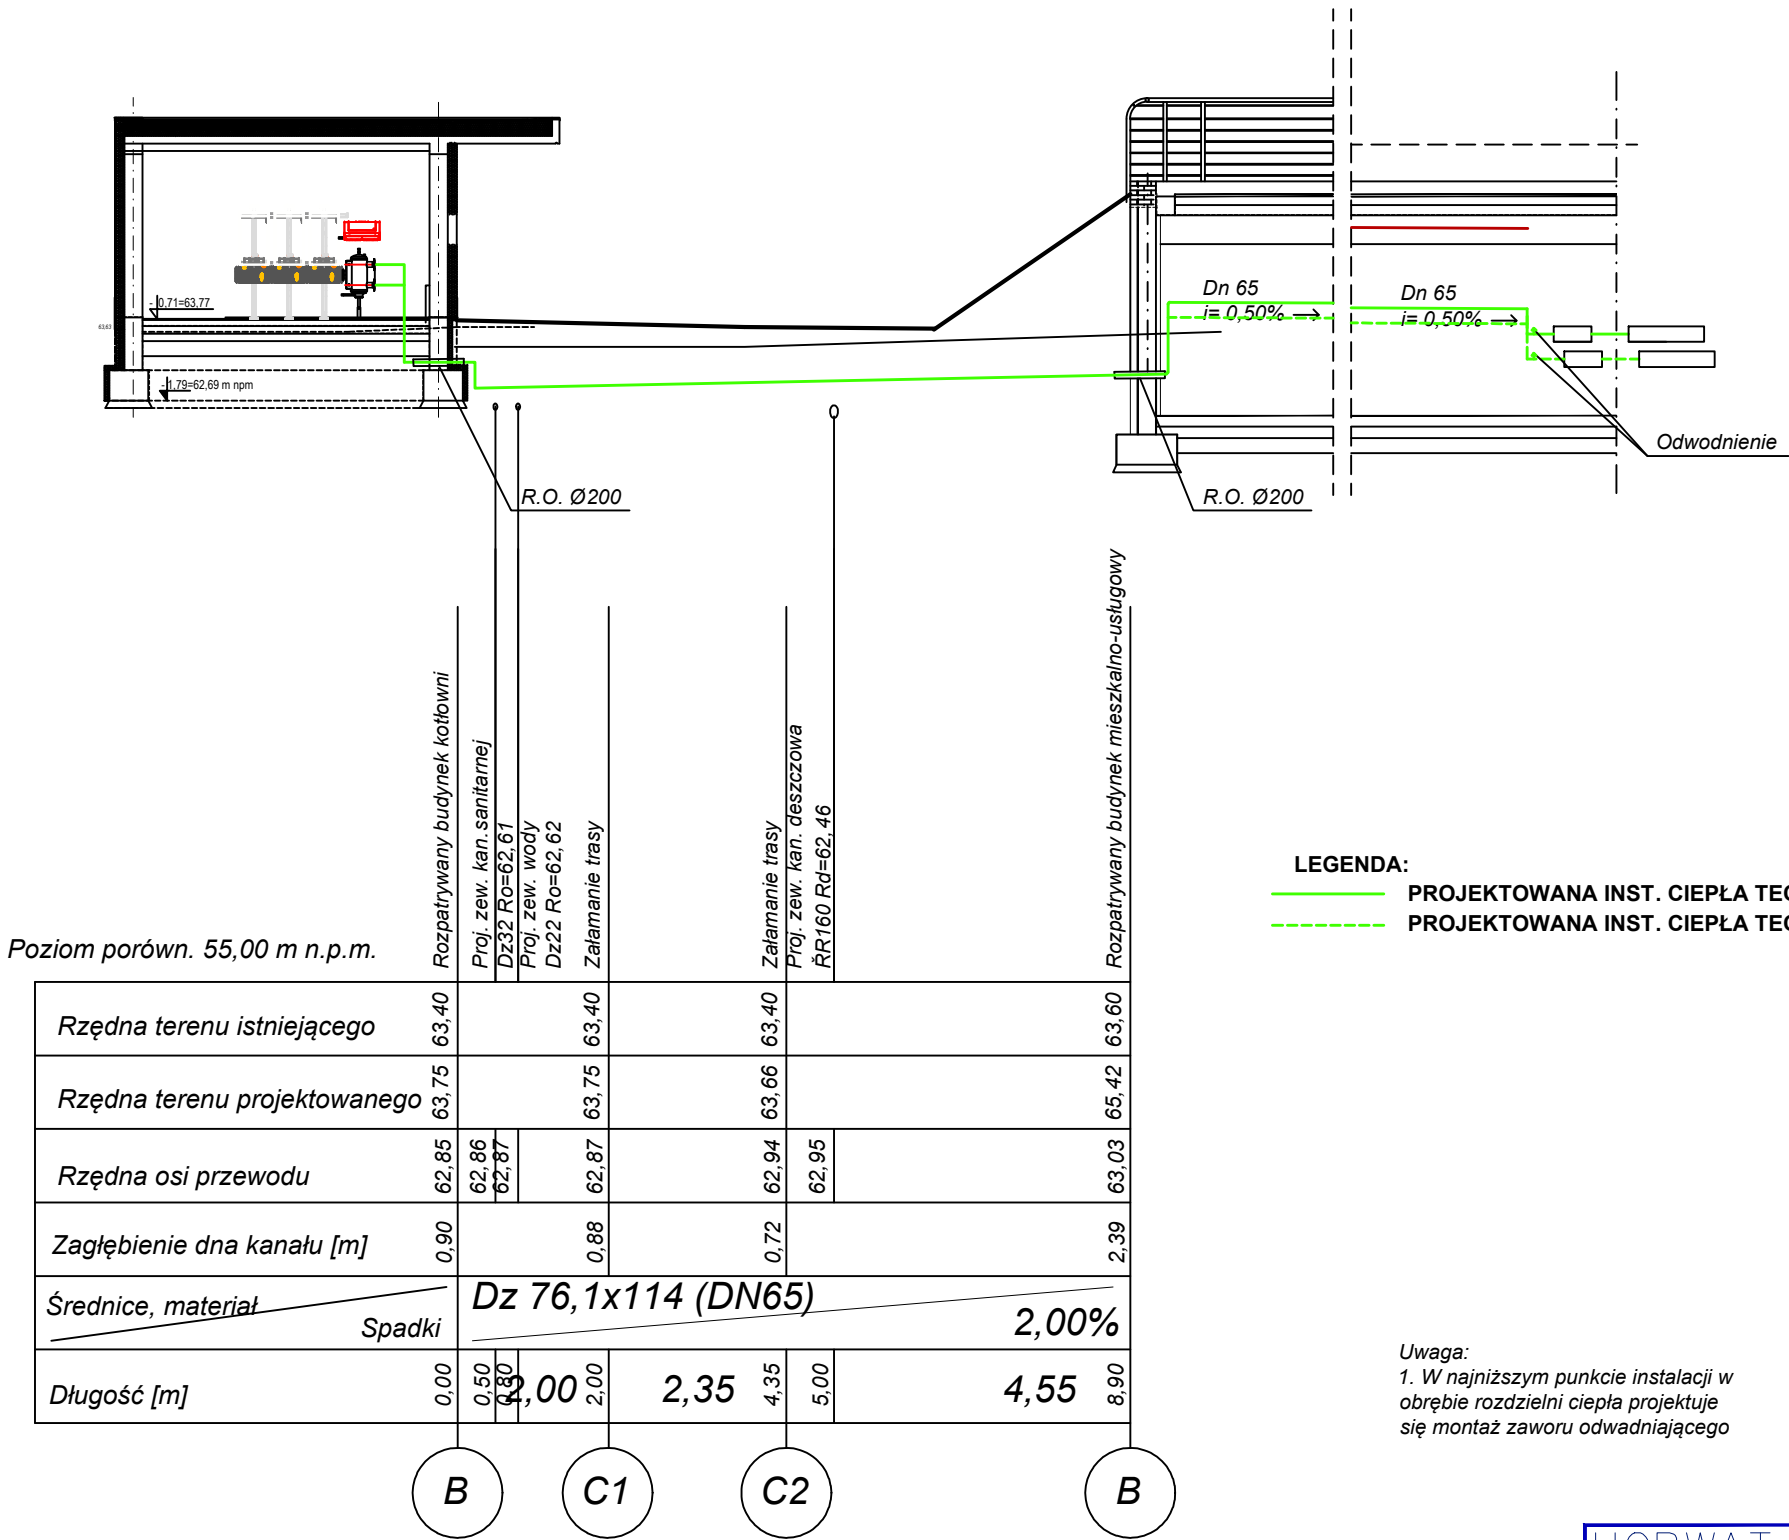 - 0,71=63,77
63,63
- 1,79=62,69 m npm
Dn 65
i= 0,50%
Dn 65
i= 0,50%
Odwodnienie
R.O. Ø200
R.O. Ø200
Rozpatrywany budynek kotłowni
Proj. zew. kan.sanitarnej
Dz32 Ro=62,61
Proj. zew. wody
Dz22 Ro=62,62
Załamanie trasy
Załamanie trasy
Proj. zew. kan. deszczowa
ŘR160 Rd=62,46
Rozpatrywany budynek mieszkalno-usługowy
LEGENDA:
PROJEKTOWANA INST. CIEPŁA
PROJEKTOWANA INST. CIEPŁA
Poziom porówn. 55,00 m n.p.m.
Rzędna terenu istniejącego 63,40 63,40 63,40 63,60
Rzędna terenu projektowanego 63,75 63,75 63,66 65,42
Rzędna osi przewodu 62,85 62,86 62,87 62,87 62,94 62,95 63,03
Zagłębienie dna kanału [m] 0,90 0,88 0,72 2,39
Średnice, materiał Dz 76,1x114 (DN65)
Spadki 2,00%
Długość [m] 0,00 0,50 0,80 2,00 2,00 2,35 4,35 5,00 4,55 8,90
B C1 C2 B
Uwaga:
1. W najniższym punkcie instalacji w
obrębie rozdzielni ciepła projektuje
się montaż zaworu odwadniającego